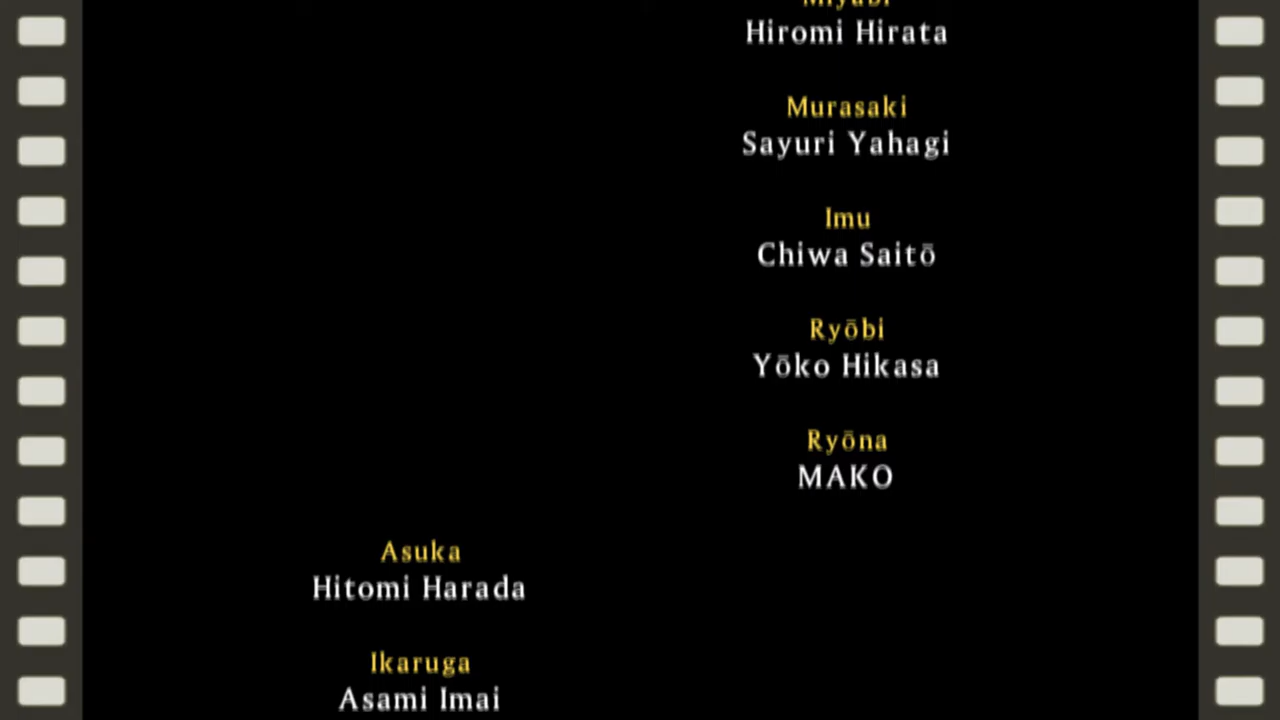 Miyabi
Hiromi Hirata
Murasaki
Sayuri Yahagi
Imu
Chiwa Saitō
Ryōbi
Yōko Hikasa
Ryōna
MAKO
Asuka
Hitomi Harada
Ikaruga
Asami Imai